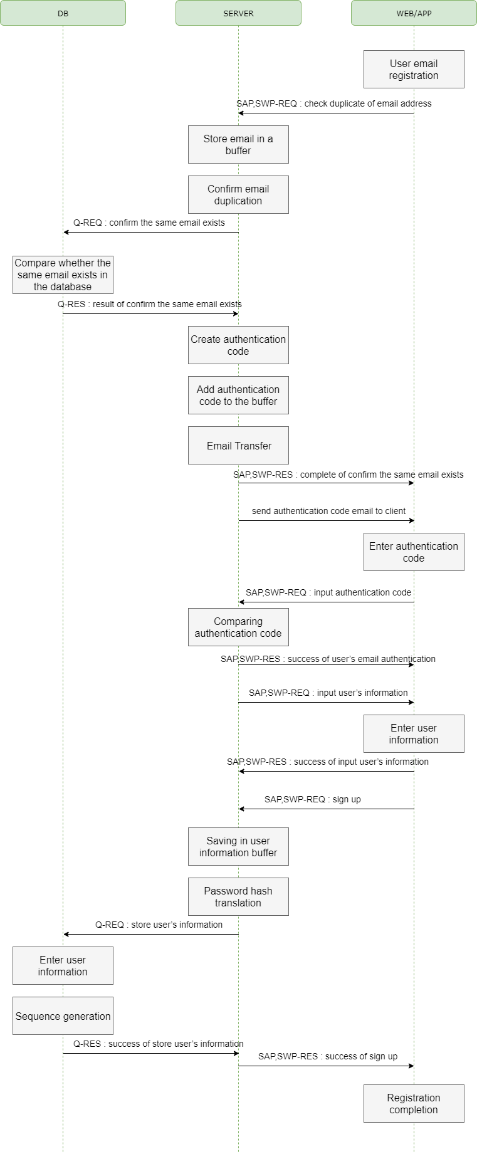 DB
SERVER
WEB/APP
User email
registration
SAP,SWP-REQ : check duplicate of email address
Store email in a
buffer
Confirm email
duplication
Q-REQ : confirm the same email exists
Compare whether the
same email exists in
the database
Q-RES : result of confirm the same email exists
Create authentication
code
Add authentication
code to the buffer
Email Transfer
SAP,SWP-RES : complete of confirm the same email exists
send authentication code email to client
Enter authentication
code
SAP,SWP-REQ : input authentication code
Comparing
authentication code
SAP,SWP-RES : success of user's email authentication
SAP,SWP-REQ : input user's information
Enter user
information
SAP,SWP-RES : success of input user's information
SAP,SWP-REQ : sign up
Saving in user
information buffer
Password hash
translation
Q-REQ : store user's information
Enter user
information
Sequence generation
Q-RES : success of store user's information
SAP,SWP-RES : success of sign up
Registration
completion